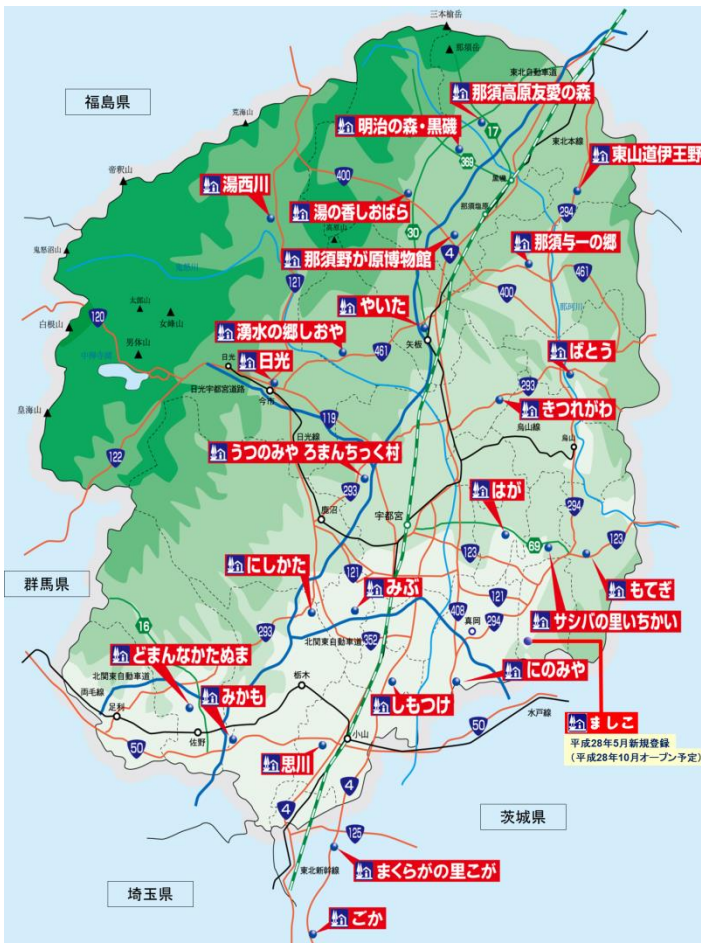 三本槍岳
那須岳
東北自動車道
福島県
那須高原友愛の森
荒海山
明治の森・黒磯
17
369
東北本線
帝釈山
400
黒磯
東山道伊王野
湯西川
湯の香しおばら
那須塩原
294
高原山
30
鬼怒沼山
那須野が原博物館
4
那須与一の郷
鬼怒川
461
121
400
太郎山
女峰山
やいた
那珂川
120
白根山
男体山
湧水の郷しおや
矢板
日光
461
ばとう
中禅寺湖
日光
293
日光宇都宮道路
今市
きつれがわ
皇海山
119
烏山線
日光線
烏山
122
うつのみや ろまんちっく村
293
はが
294
鹿沼
宇都宮
69
123
123
群馬県
121
にしかた
みぶ
121
もてぎ
408
サシバの里いちかい
16
293
352
真岡
294
北関東自動車道
どまんなかたぬま
北関東自動車道
栃木
にのみや
両毛線
みかも
しもつけ
足利
水戸線
ましこ
佐野
小山
50
平成28年5月新規登録
50
思川
(平成28年10月オープン予定)
4
4
茨城県
125
東北新幹線
まくらがの里こが
埼玉県
ごか